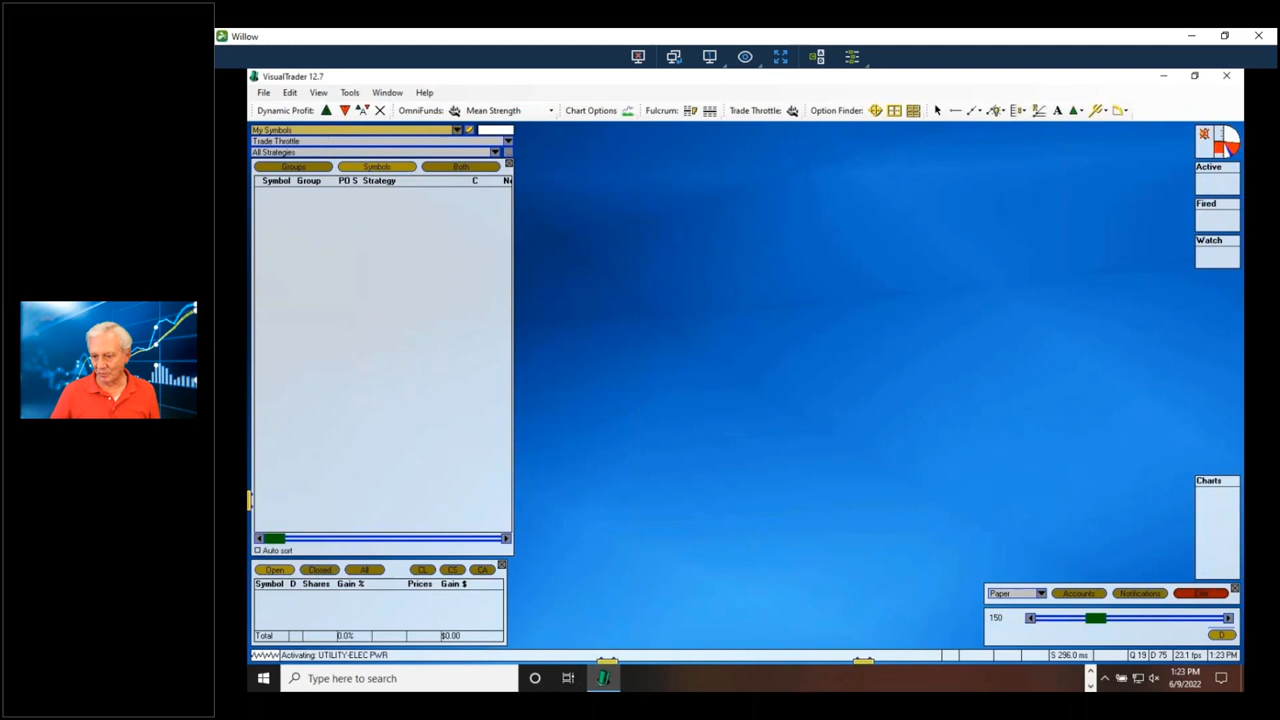 Willow
VisualTrader 12.7
File Edit View Tools Window Help
Dynamic Profit: OmniFunds: Mean Strength Chart Options Fulcrum: Trade Throttle: Option Finder: A
My Symbols
Trade Throttle
All Strategies
Groups Symbols Both
Symbol Group PO S Strategy C
Auto sort
Open Closed All CL CS CA
Symbol D Shares Gain % Prices Gain $
Total 0.0% $0.00
Active
Fired
Watch
Charts
Paper Accounts Notifications
150
D
Activating: UTILITY-ELEC PWR S 296.0 ms Q 19 D 75 23.1 fps 1:23 PM
Type here to search
1:23 PM
6/9/2022